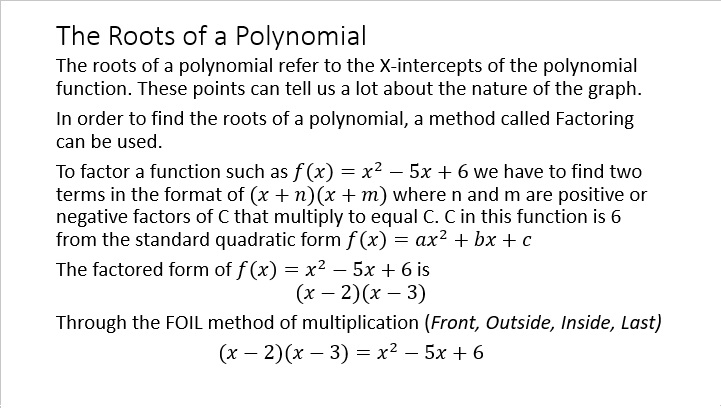 The Roots of a Polynomial
The roots of a polynomial refer to the X-intercepts of the polynomial
function. These points can tell us a lot about the nature of the graph.
In order to find the roots of a polynomial, a method called Factoring
can be used.
To factor a function such as f(x) = x² − 5x + 6 we have to find two
terms in the format of (x + n)(x + m) where n and m are positive or
negative factors of C that multiply to equal C. C in this function is 6
from the standard quadratic form f(x) = ax² + bx + c
The factored form of f(x) = x² − 5x + 6 is
(x − 2)(x − 3)
Through the FOIL method of multiplication (Front, Outside, Inside, Last)
(x − 2)(x − 3) = x² − 5x + 6